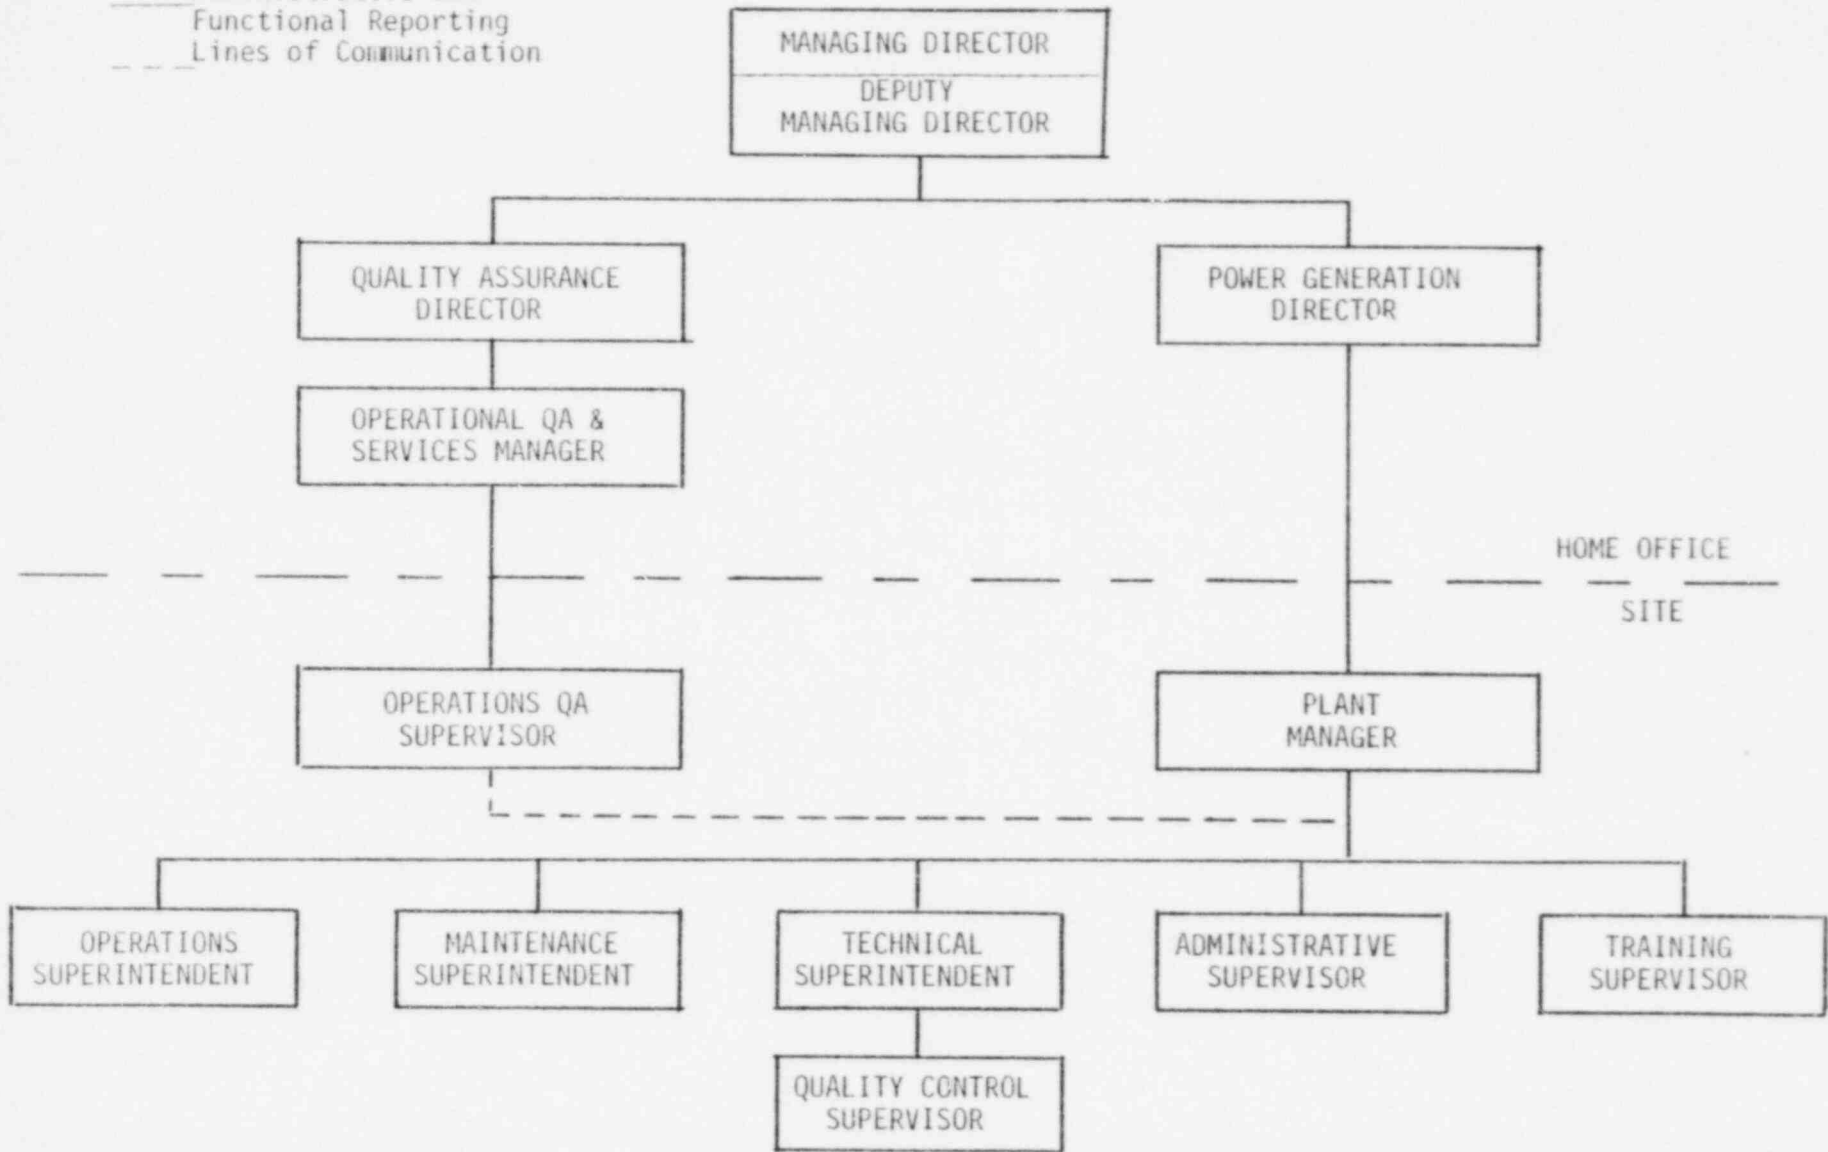 Functional Reporting
Lines of Communication
MANAGING DIRECTOR
DEPUTY
MANAGING DIRECTOR
QUALITY ASSURANCE
DIRECTOR
POWER GENERATION
DIRECTOR
OPERATIONAL QA &
SERVICES MANAGER
HOME OFFICE
SITE
OPERATIONS QA
SUPERVISOR
PLANT
MANAGER
OPERATIONS
SUPERINTENDENT
MAINTENANCE
SUPERINTENDENT
TECHNICAL
SUPERINTENDENT
ADMINISTRATIVE
SUPERVISOR
TRAINING
SUPERVISOR
QUALITY CONTROL
SUPERVISOR